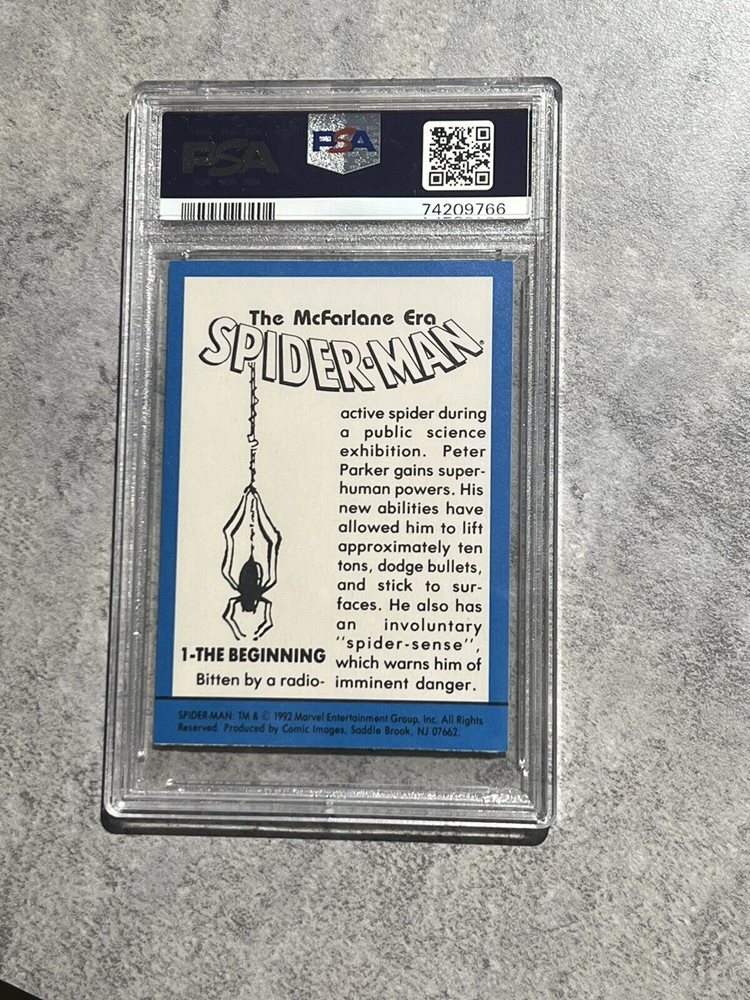 PSA
PSA
74209766
The McFarlane Era
SPIDER-MAN®
1-THE BEGINNING
Bitten by a radio-
active spider during
a public science
exhibition. Peter
Parker gains super-
human powers. His
new abilities have
allowed him to lift
approximately ten
tons, dodge bullets,
and stick to sur-
faces. He also has
an involuntary
"spider-sense",
which warns him of
imminent danger.
SPIDER-MAN: TM & © 1992 Marvel Entertainment Group, Inc. All Rights
Reserved. Produced by Comic Images, Saddle Brook, NJ 07662.